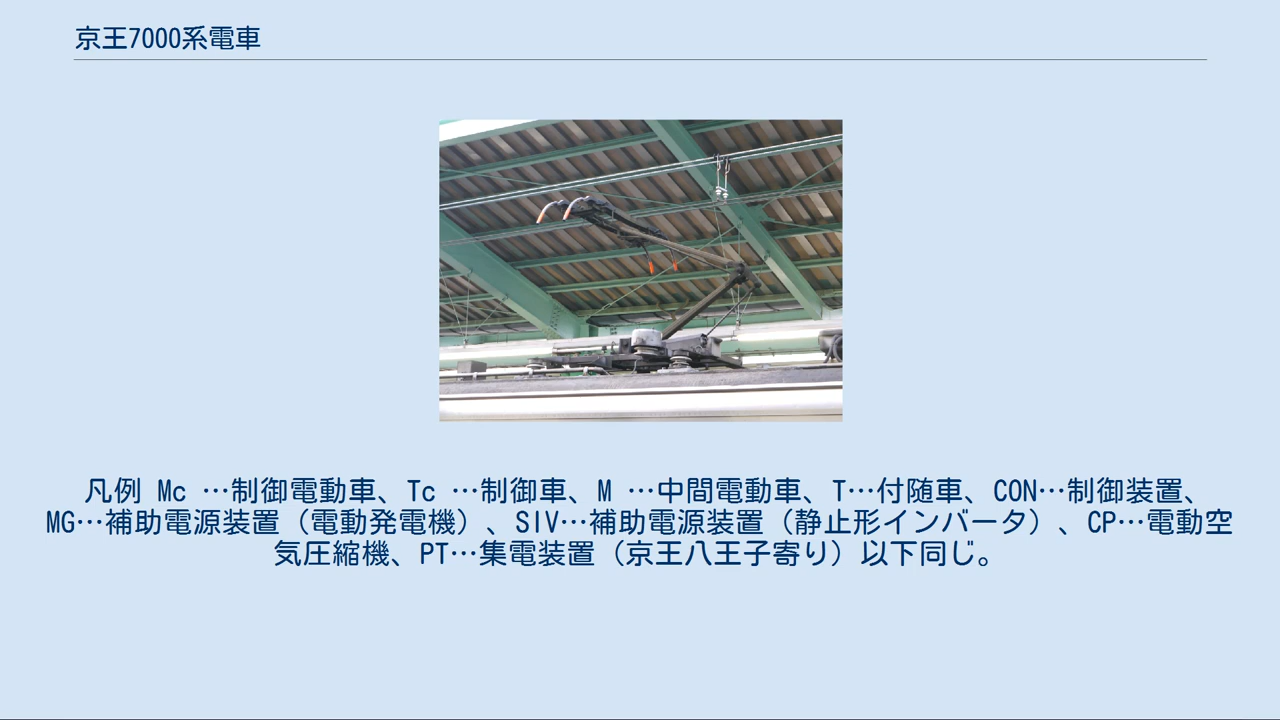 京王7000系電車
凡例 Mc …制御電動車、Tc …制御車、M …中間電動車、T…付随車、CON…制御装置、
MG…補助電源装置（電動発電機）、SIV…補助電源装置（静止形インバータ）、CP…電動空
気圧縮機、PT…集電装置（京王八王子寄り）以下同じ。